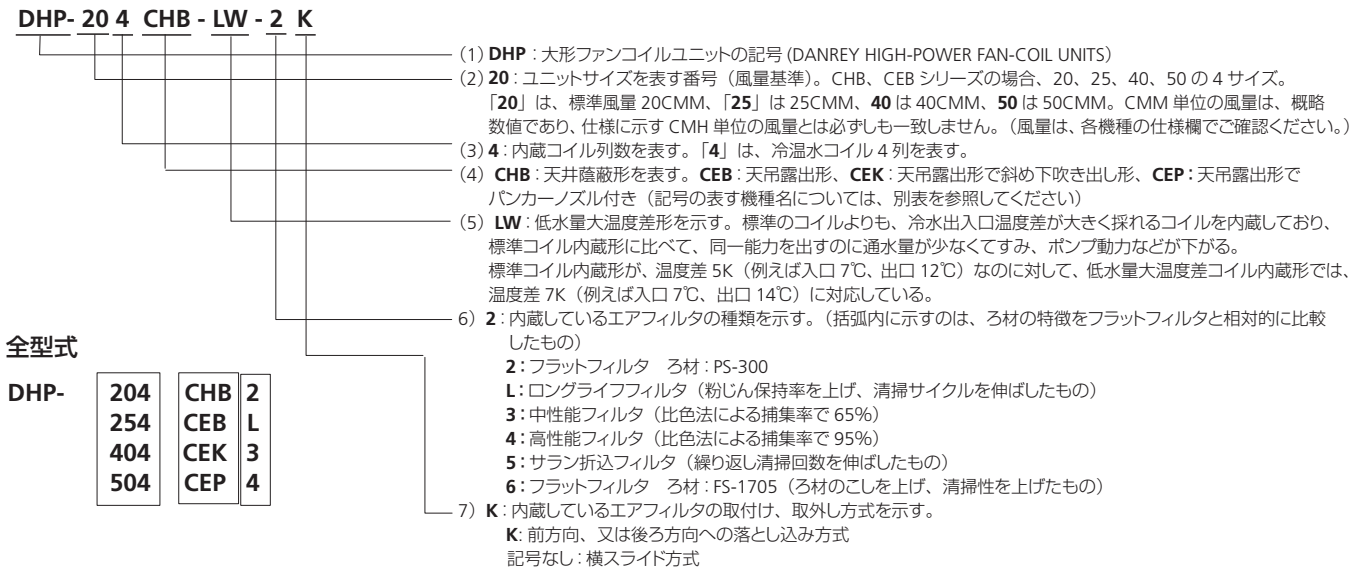 DHP- 20 4 CHB - LW - 2 K
(1) DHP：大形ファンコイルユニットの記号 (DANREY HIGH-POWER FAN-COIL UNITS）
(2) 20：ユニットサイズを表す番号（風量基準）。CHB、CEB シリーズの場合、20、25、40、50 の 4 サイズ。
「20」は、標準風量 20CMM、「25」は 25CMM、40 は 40CMM、50 は 50CMM。CMM 単位の風量は、概略
数値であり、仕様に示す CMH 単位の風量とは必ずしも一致しません。（風量は、各機種の仕様欄でご確認ください。）
(3) 4：内蔵コイル列数を表す。「4」は、冷温水コイル 4 列を表す。
(4) CHB：天井蔭蔽形を表す。CEB：天吊露出形、CEK：天吊露出形で斜め下吹き出し形、CEP：天吊露出形で
パンカーノズル付き（記号の表す機種名については、別表を参照してください）
(5) LW：低水量大温度差形を示す。標準のコイルよりも、冷水出入口温度差が大きく採れるコイルを内蔵しており、
標準コイル内蔵形に比べて、同一能力を出すのに通水量が少なくてすみ、ポンプ動力などが下がる。
標準コイル内蔵形が、温度差 5K（例えば入口 7℃、出口 12℃）なのに対して、低水量大温度差コイル内蔵形では、
温度差 7K（例えば入口 7℃、出口 14℃）に対応している。
6）2：内蔵しているエアフィルタの種類を示す。（括弧内に示すのは、ろ材の特徴をフラットフィルタと相対的に比較
したもの）
2：フラットフィルタ　ろ材：PS-300
L：ロングライフフィルタ（粉じん保持率を上げ、清掃サイクルを伸ばしたもの）
3：中性能フィルタ（比色法による捕集率で 65%）
4：高性能フィルタ（比色法による捕集率で 95%）
5：サラン折込フィルタ（繰り返し清掃回数を伸ばしたもの）
6：フラットフィルタ　ろ材：FS-1705（ろ材のこしを上げ、清掃性を上げたもの）
7）K：内蔵しているエアフィルタの取付け、取外し方式を示す。
K: 前方向、又は後ろ方向への落とし込み方式
記号なし：横スライド方式
全型式
DHP- 204 CHB 2
254 CEB L
404 CEK 3
504 CEP 4